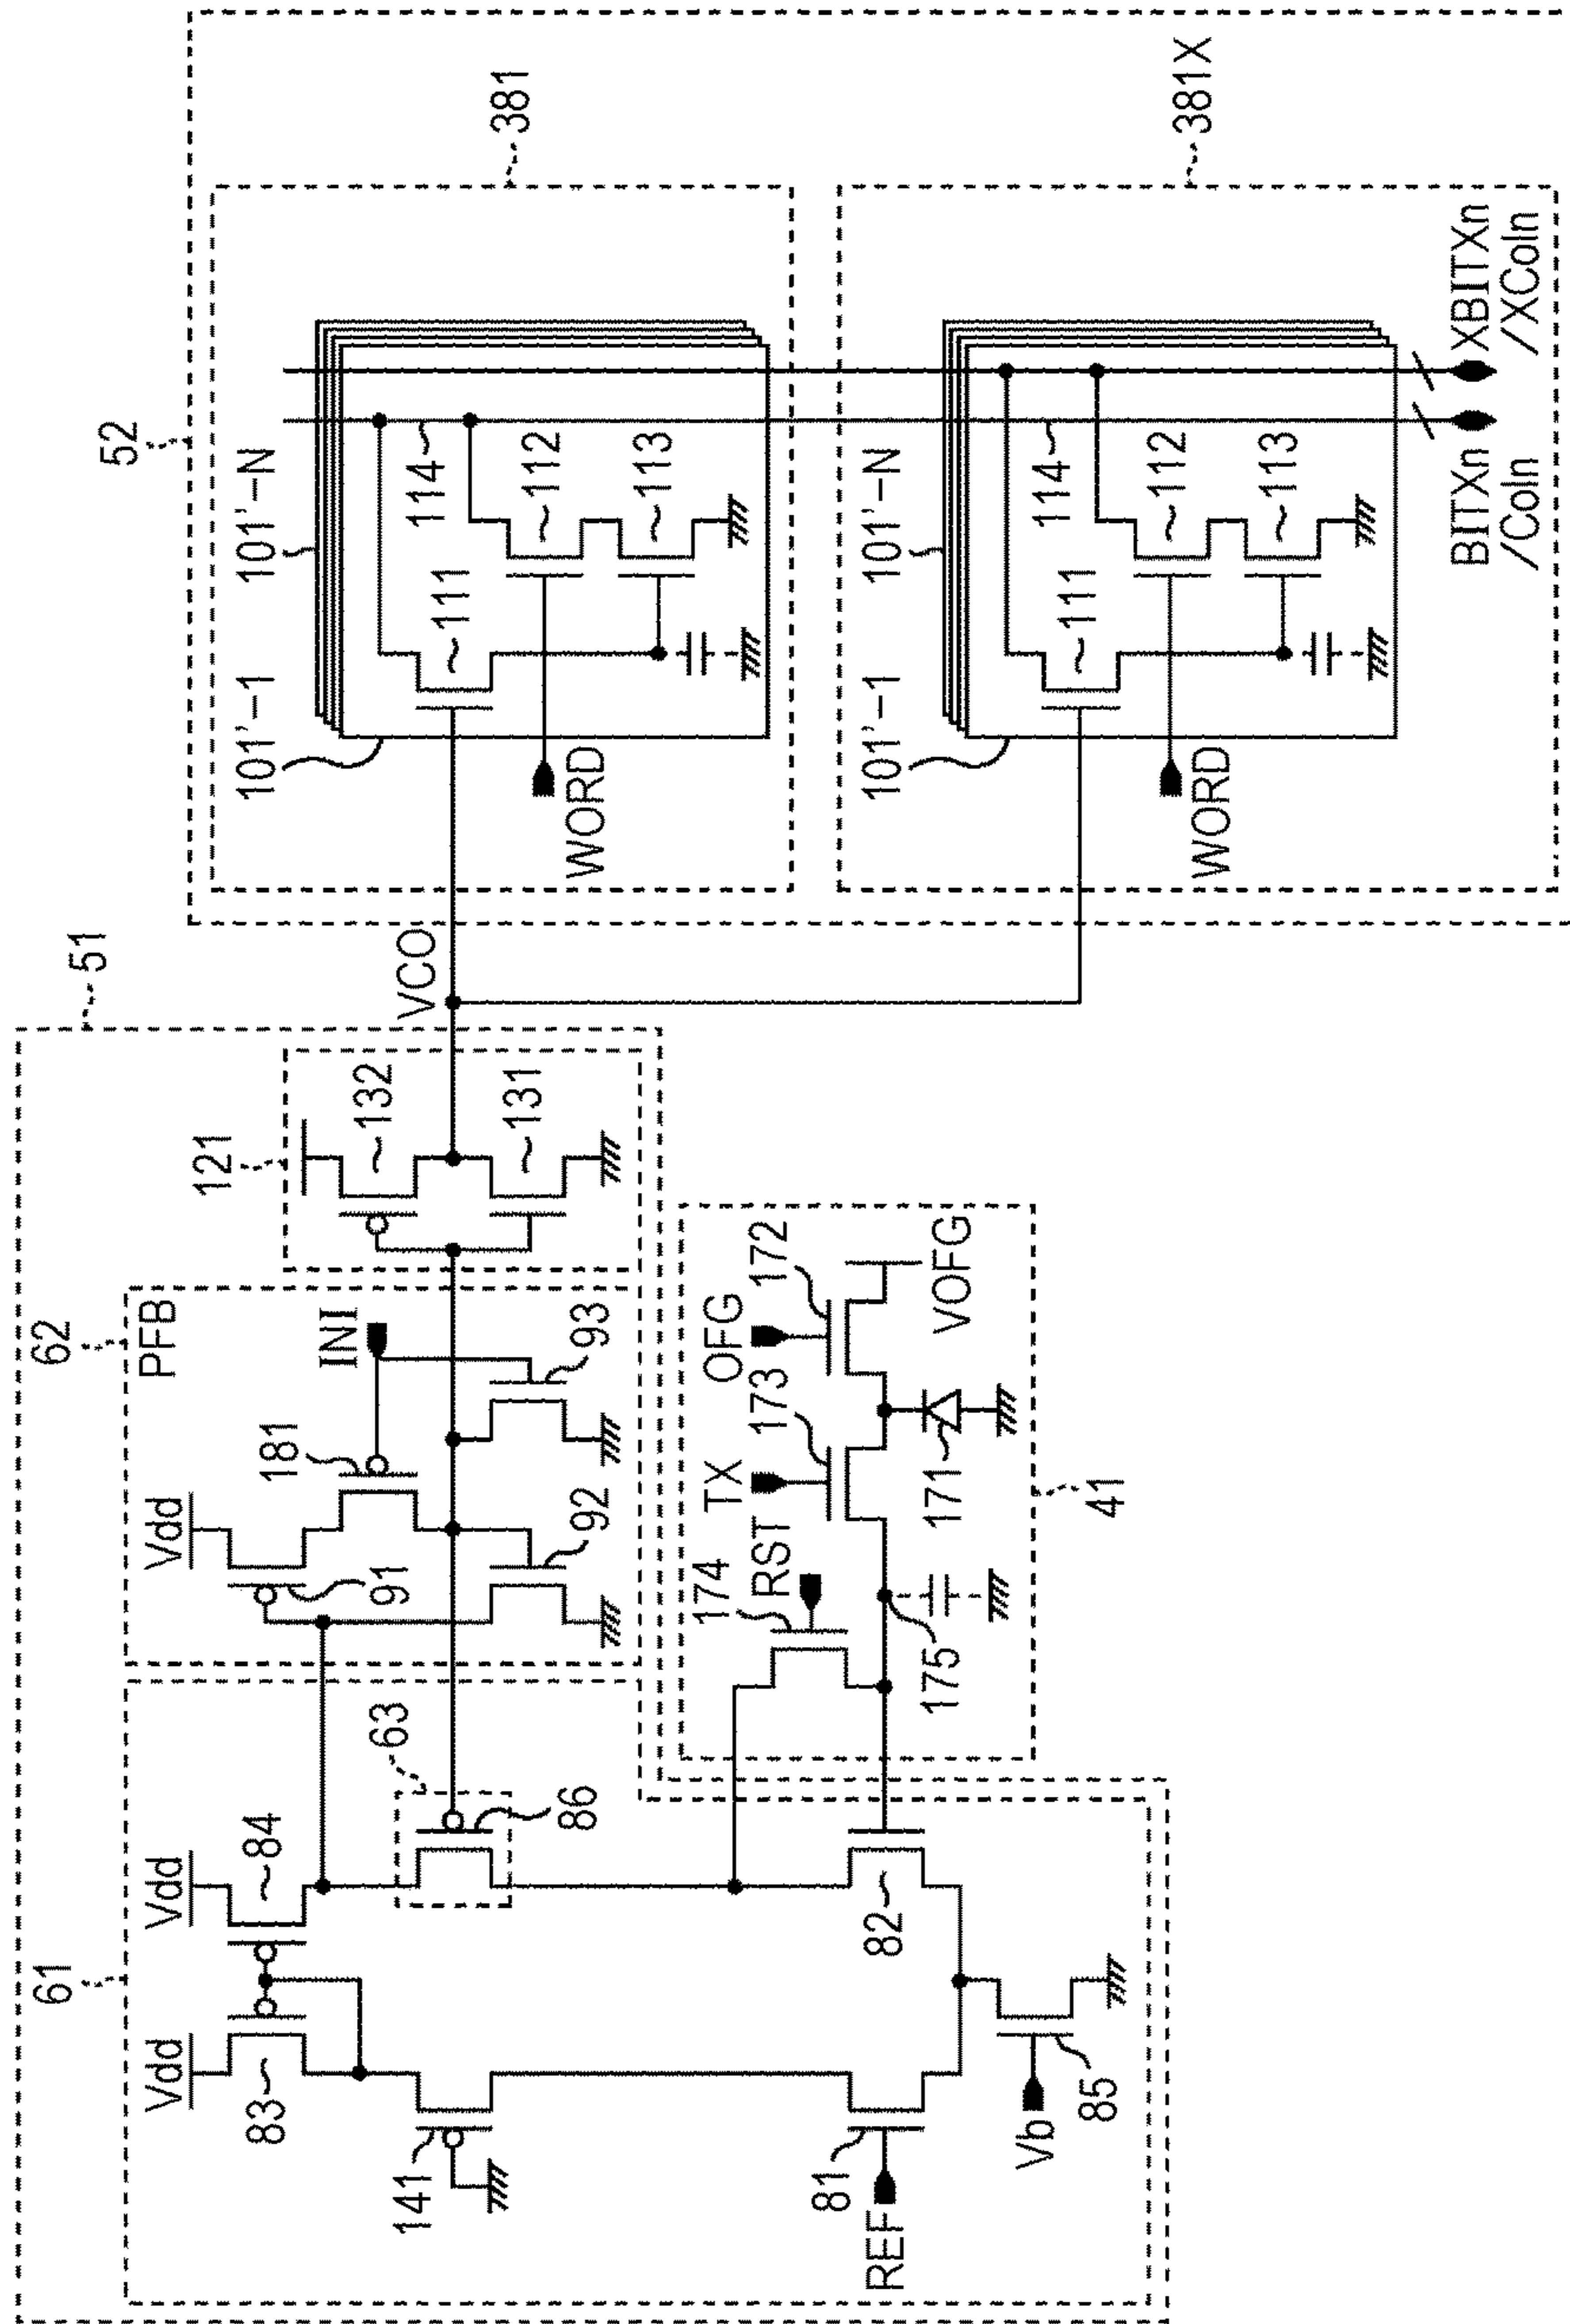 52
381
101'-1
101'-N
111
114
112
113
WORD
381X
101'-1
101'-N
111
114
112
113
WORD
BITXn
/Coln
XBITXn
/XColn
51
VCO
121
132
131
62
PFB
Vdd
181
INI
91
92
93
61
Vdd
Vdd
83
84
63
86
141
81
REF
82
Vb
85
174
RST
TX
173
OFG
172
VOFG
171
175
41